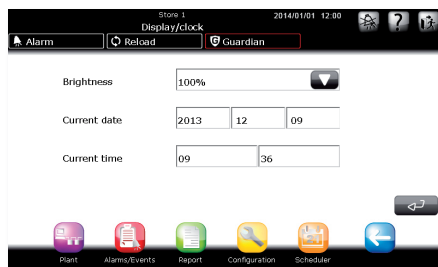 Store 1 2014/01/01 12:00
Display/clock
Alarm Reload G Guardian
?
Brightness 100%
Current date 2013 12 09
Current time 09 36
Plant Alarms/Events Report Configuration Scheduler